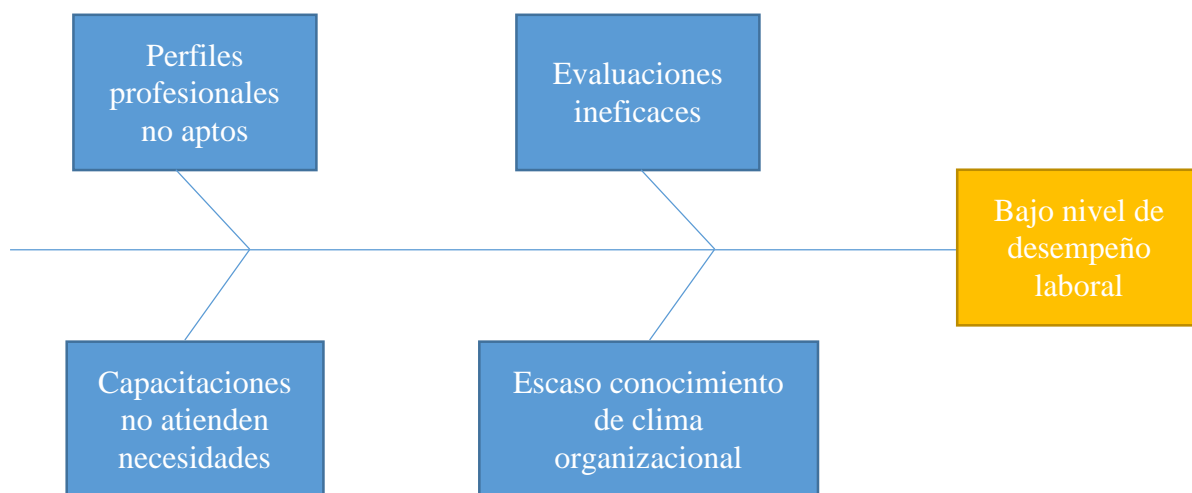 Perfiles
profesionales
no aptos
Evaluaciones
ineficaces
Bajo nivel de
desempeño
laboral
Capacitaciones
no atienden
necesidades
Escaso conocimiento
de clima
organizacional